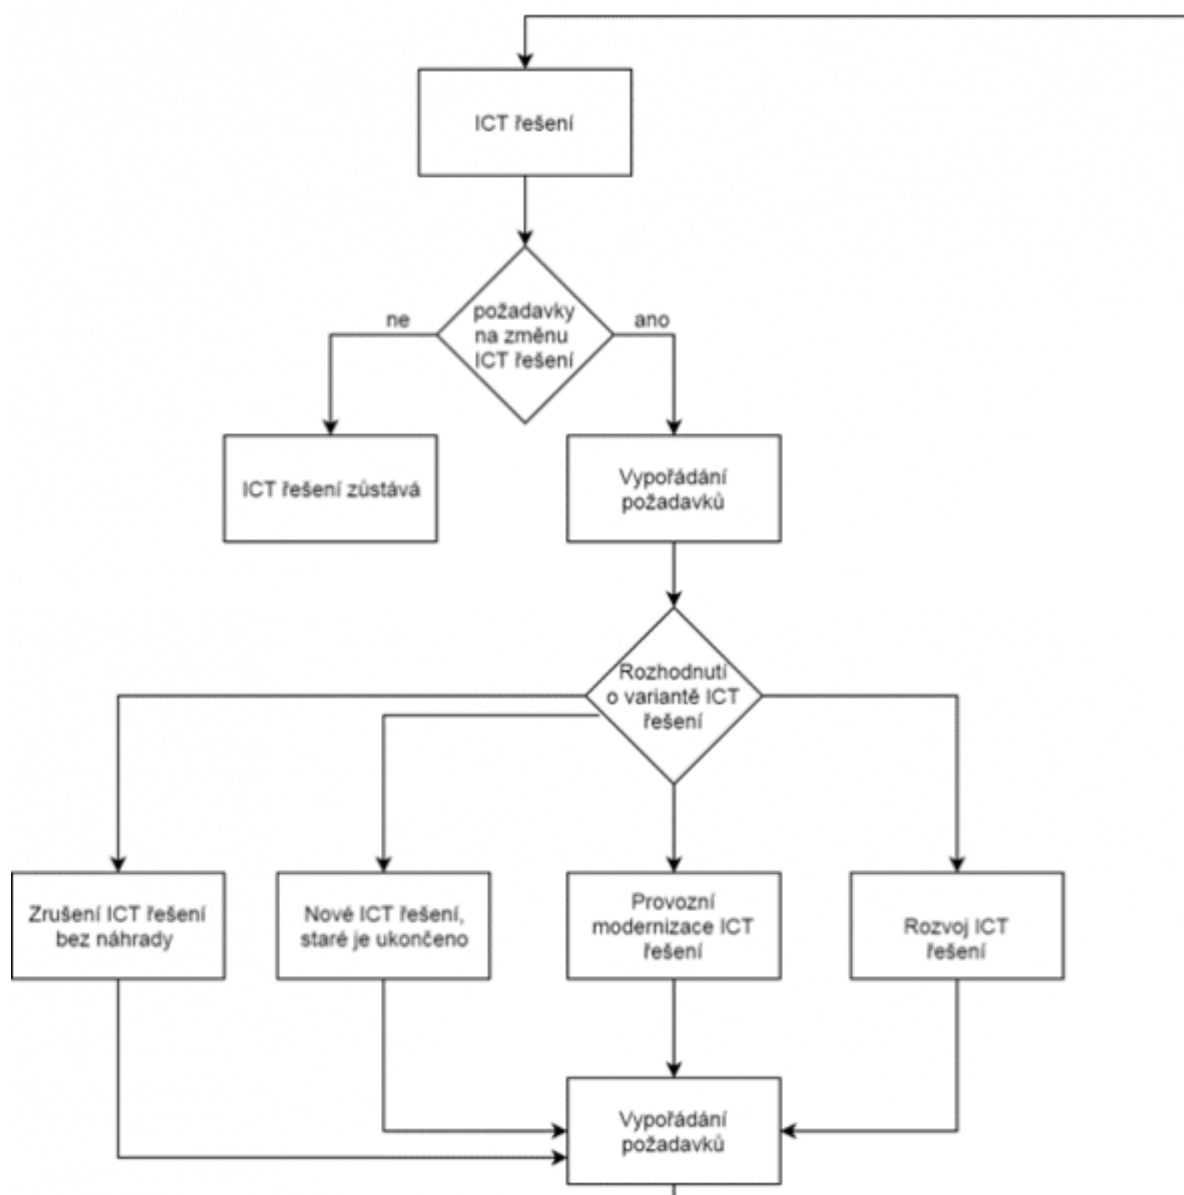 ICT řešení
požadavky
na změnu
ICT řešení
ne
ano
ICT řešení zůstává
Vypořádání
požadavků
Rozhodnutí
o variantě ICT
řešení
Zrušení ICT řešení
bez náhrady
Nové ICT řešení,
staré je ukončeno
Provozní
modernizace ICT
řešení
Rozvoj ICT
řešení
Vypořádání
požadavků